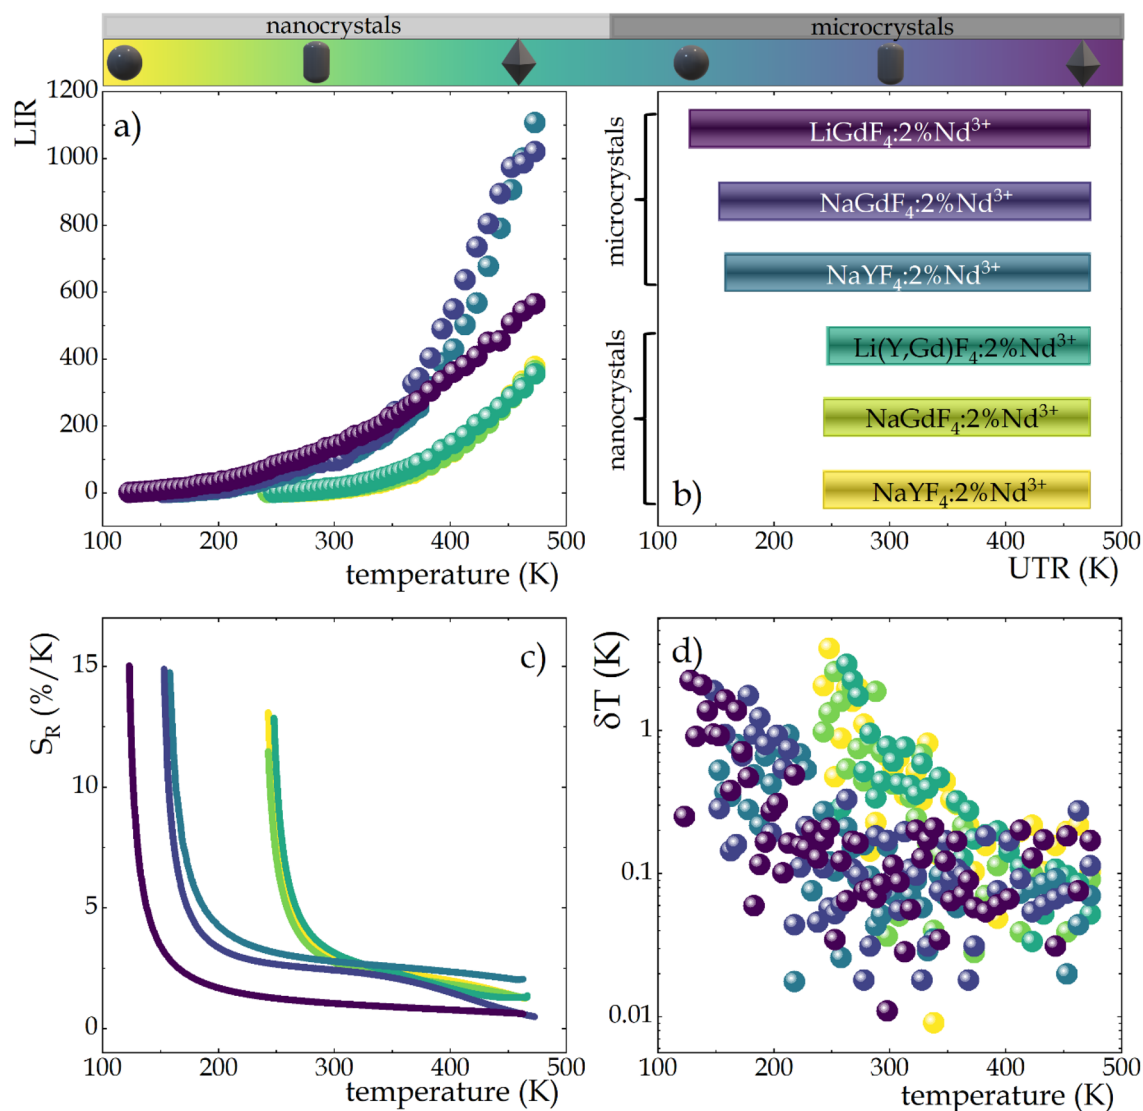 nanocrystals microcrystals
a)
LIR
1200
1000
800
600
400
200
0
100 200 300 400 500
temperature (K)
microcrystals
nanocrystals
LiGdF₄:2%Nd³⁺
NaGdF₄:2%Nd³⁺
NaYF₄:2%Nd³⁺
Li(Y,Gd)F₄:2%Nd³⁺
NaGdF₄:2%Nd³⁺
NaYF₄:2%Nd³⁺
b)
100 200 300 400 500
UTR (K)
c)
S_R (%/K)
15
10
5
0
100 200 300 400 500
temperature (K)
d)
δT (K)
1
0.1
0.01
100 200 300 400 500
temperature (K)